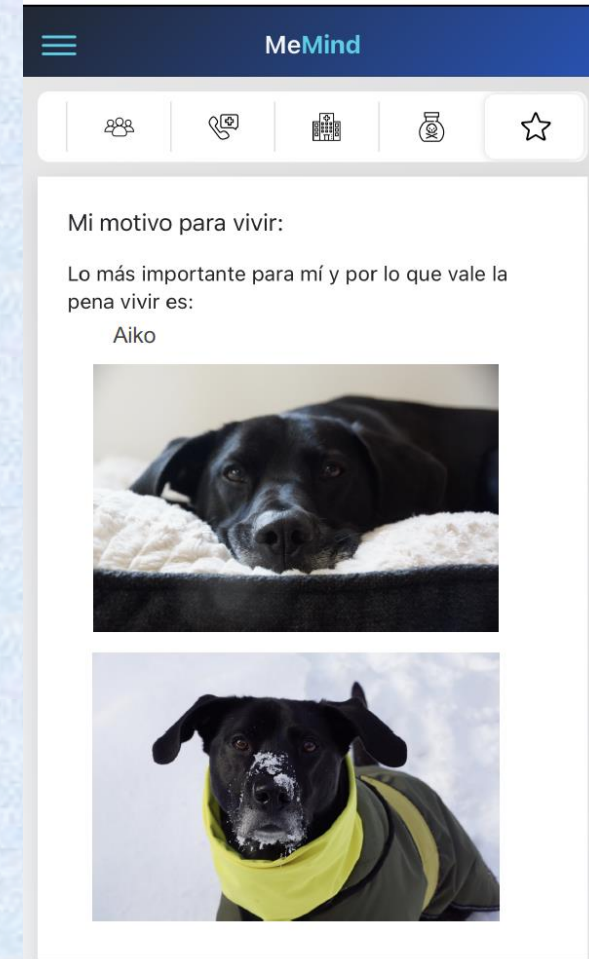 MeMind
Mi motivo para vivir:
Lo más importante para mí y por lo que vale la
pena vivir es:
Aiko